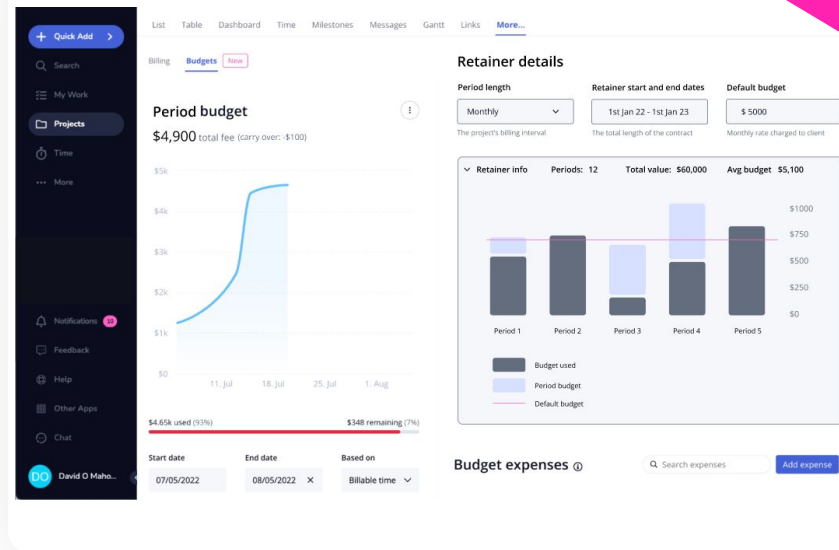 List Table Dashboard Time Milestones Messages Gantt Links More...
Quick Add
Search
My Work
Projects
Time
More
Notifications 10
Feedback
Help
Other Apps
Chat
DO David O Maho...
Billing Budgets New
Period budget
$4,900 total fee (carry over: -$100)
$5k
$4k
$3k
$2k
$1k
$0
11. Jul 18. Jul 25. Jul 1. Aug
$4.65k used (93%) $348 remaining (7%)
Start date End date Based on
07/05/2022 08/05/2022 × Billable time
Retainer details
Period length Retainer start and end dates Default budget
Monthly 1st Jan 22 - 1st Jan 23 $ 5000
The project's billing interval The total length of the contract Monthly rate charged to client
Retainer info Periods: 12 Total value: $60,000 Avg budget $5,100
$1000
$750
$500
$250
$0
Period 1 Period 2 Period 3 Period 4 Period 5
Budget used
Period budget
Default budget
Budget expenses
Search expenses Add expense